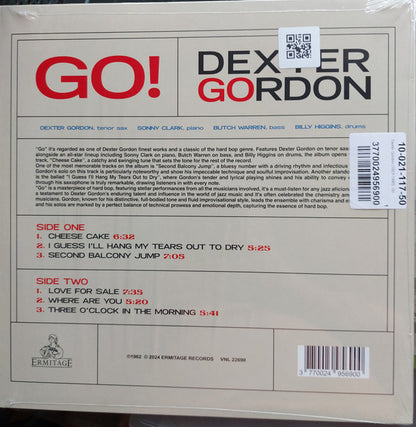 GO!
DEXTER
GORDON
DEXTER GORDON, tenor sax SONNY CLARK, piano BUTCH WARREN, bass BILLY HIGGINS, drums
"Go" it's regarded as one of Dexter Gordon finest works and a classic of the hard bop genre. Features Dexter Gordon on tenor sax
alongside an all-star lineup including Sonny Clark on piano, Butch Warren on bass, and Billy Higgins on drums, the album opens
track, "Cheese Cake", a catchy and swinging tune that sets the tone for the rest of the
One of the most memorable tracks on the album is "Second Balcony Jump", a bluesy number with a driving rhythm and infectious
Gordon's solo on this track is particularly noteworthy and show his impeccable technique and soulful improvisation. Another standout
is the ballad "I Guess I'll Hang My Tears Out to Dry", where Gordon's tender and lyrical playing shines and his ability to convey
through his saxophone is truly remarkable, drawing listeners in with every note.
"Go" is a masterpiece of hard bop, featuring stellar performances from all the musicians involved, it's a must-listen for any jazz
a testament to Dexter Gordon's immense talent and influence in the world of jazz music and it's often celebrated the chemistry
musicians. Gordon, known for his distinctive, full-bodied tone and fluid improvisational style, leads the ensemble with charisma and
and his solos are marked by a perfect balance of technical prowess and emotional depth, capturing the essence of hard bop.
SIDE ONE
1. CHEESE CAKE 6:32
2. I GUESS I'LL HANG MY TEARS OUT TO DRY 5:25
3. SECOND BALCONY JUMP 7:05
SIDE TWO
1. LOVE FOR SALE 7:35
2. WHERE ARE YOU 5:20
3. THREE O'CLOCK IN THE MORNING 5:41
ERMITAGE
©1962 © 2024 ERMITAGE RECORDS VNL 22699
3 770024 956900
10-021-117-50
3770024956900